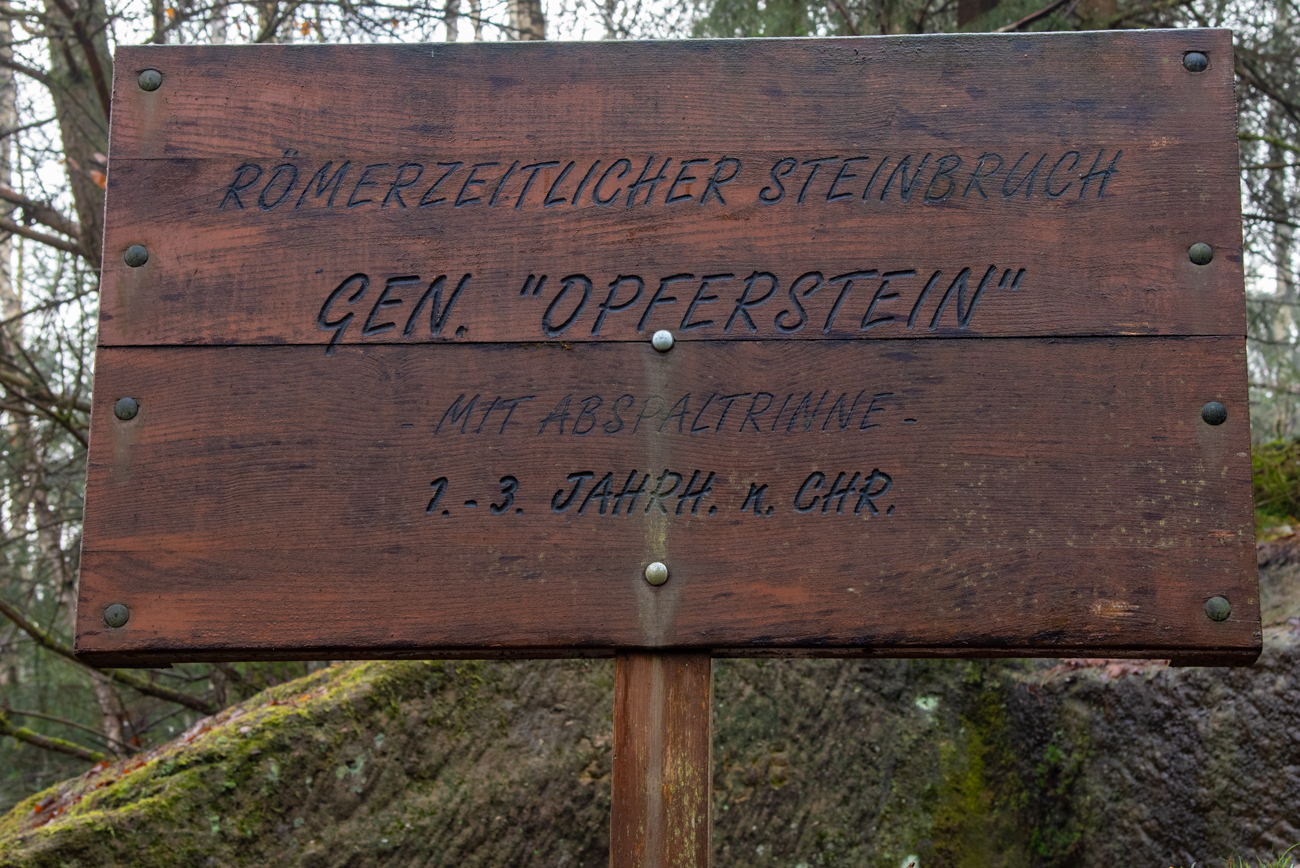 RÖMERZEITLICHER STEINBRUCH
GEN. "OPFERSTEIN"
- MIT ABSPALTRINNE -
1. - 3. JAHRH. n. CHR.